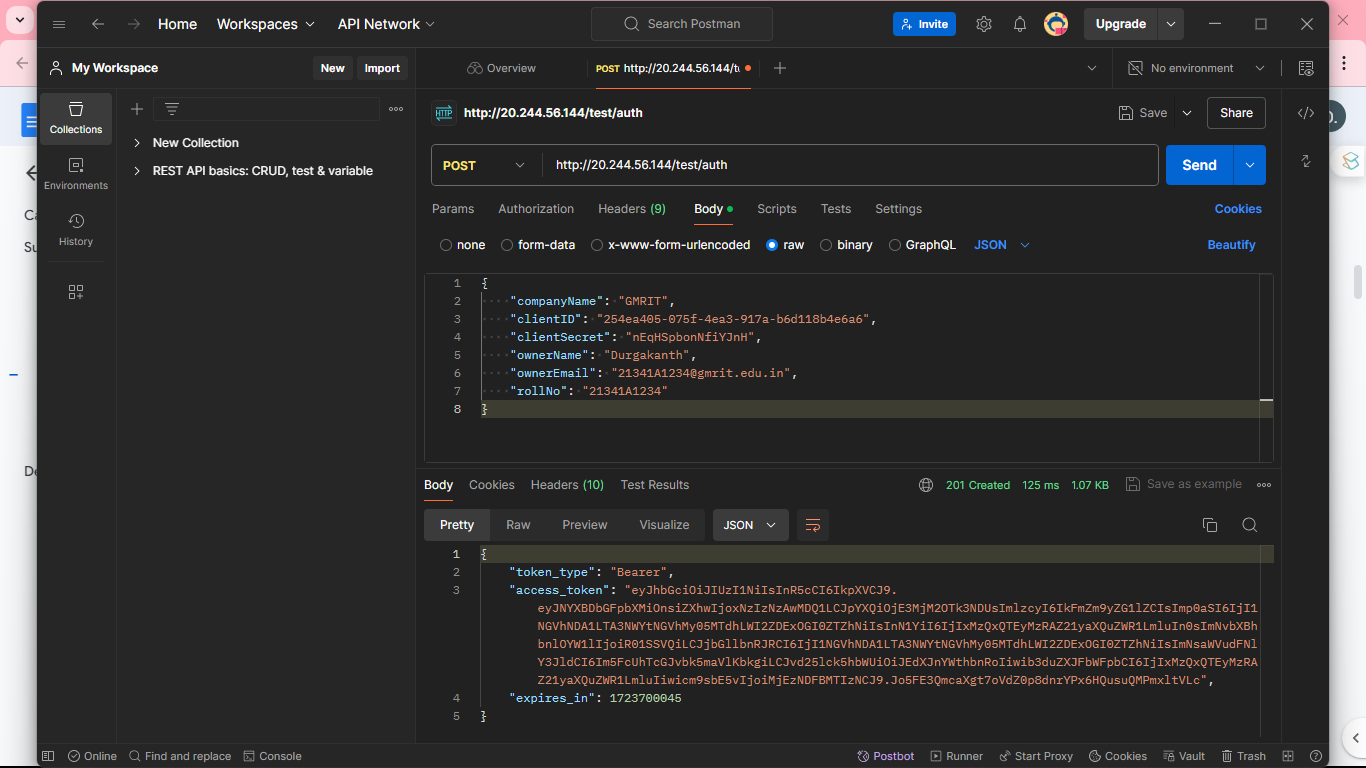 Home Workspaces API Network Search Postman Invite Upgrade
My Workspace New Import Overview POST http://20.244.56.144/t No environment
Collections
Environments
History
New Collection
REST API basics: CRUD, test & variable
HTTP http://20.244.56.144/test/auth Save Share
POST http://20.244.56.144/test/auth Send
Params Authorization Headers (9) Body Scripts Tests Settings Cookies
none form-data x-www-form-urlencoded raw binary GraphQL JSON Beautify
1 {
2 "companyName": "GMRIT",
3 "clientID": "254ea405-075f-4ea3-917a-b6d118b4e6a6",
4 "clientSecret": "nEqHSpbonNfiYJnH",
5 "ownerName": "Durgakanth",
6 "ownerEmail": "21341A1234@gmrit.edu.in",
7 "rollNo": "21341A1234"
8 }
Body Cookies Headers (10) Test Results 201 Created 125 ms 1.07 KB Save as example
Pretty Raw Preview Visualize JSON
1 {
2 "token_type": "Bearer",
3 "access_token": "eyJhbGciOiJIUzI1NiIsInR5cCI6IkpXVCJ9.
eyJNYXBDbGFpbXMiOnsiZXhwIjoxNzIzNzAwMDQ1LCJpYXQiOjE3MjM2OTk3NDUsImlzcyI6IkFmZm9yZG1lZCIsImp0aSI6IjI1
NGVhNDA1LTA3NWYtNGVhMy05MTdhLWI2ZDExOGI0ZTZhNiIsInN1YiI6IjIxMzQxQTEyMzRAZ21yaXQuZWR1LmluIn0sImNvbXBh
bnlOYW1lIjoiR01SSVQiLCJjbGllbnRJRCI6IjI1NGVhNDA1LTA3NWYtNGVhMy05MTdhLWI2ZDExOGI0ZTZhNiIsImNsaWVudFNl
Y3JldCI6Im5FcUhTcGJvbk5maVlKbkgiLCJvd25lck5hbWUiOiJEdXJnYWthbnRoIiwib3duZXJFbWFpbCI6IjIxMzQxQTEyMzRA
Z21yaXQuZWR1LmluIiwicm9sbE5vIjoiMjEzNDFBMTIzNCJ9.Jo5FE3QmcaXgt7oVdZ0p8dnrYPx6HQusuQMPmxltVLc",
4 "expires_in": 1723700045
5 }
Online Find and replace Console Postbot Runner Start Proxy Cookies Vault Trash